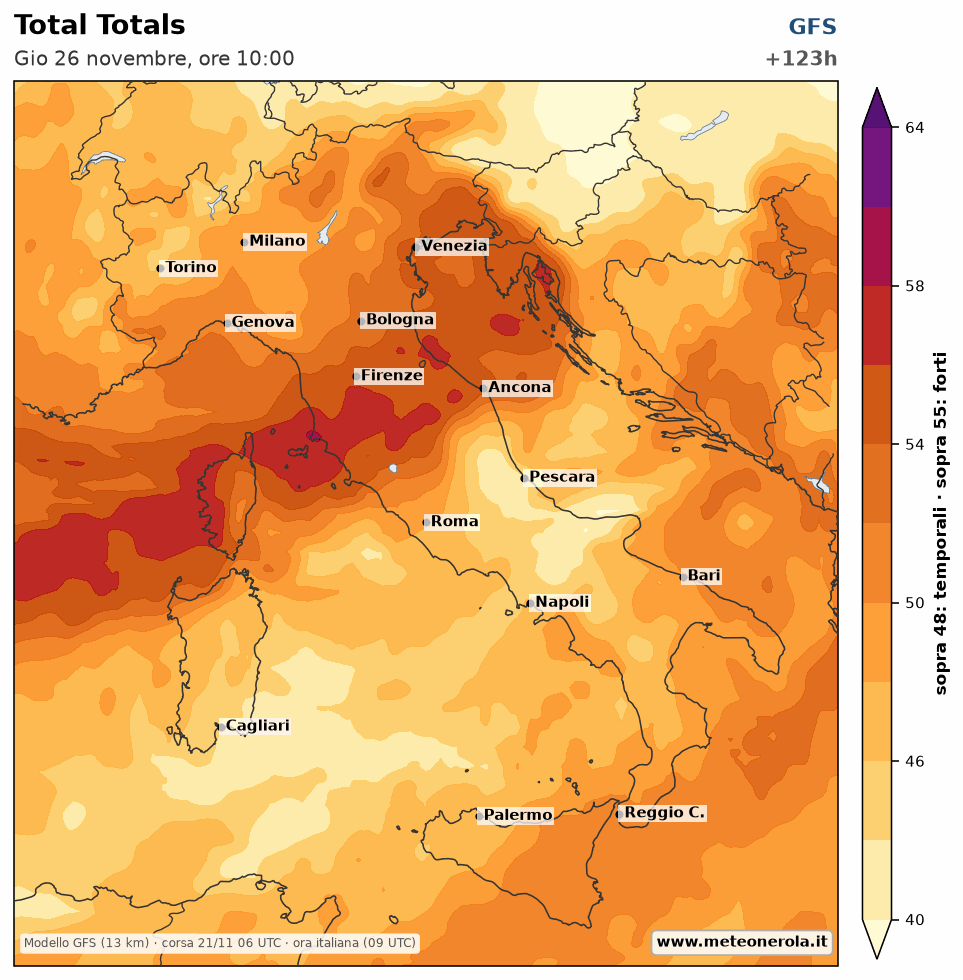 Total Totals
GFS
Gio 26 novembre, ore 10:00
+123h
64
58
54
50
46
40
sopra 48: temporali · sopra 55: forti
Milano
Venezia
Torino
Genova
Bologna
Firenze
Ancona
Pescara
Roma
Bari
Napoli
Cagliari
Palermo
Reggio C.
Modello GFS (13 km) · corsa 21/11 06 UTC · ora italiana (09 UTC)
www.meteonerola.it